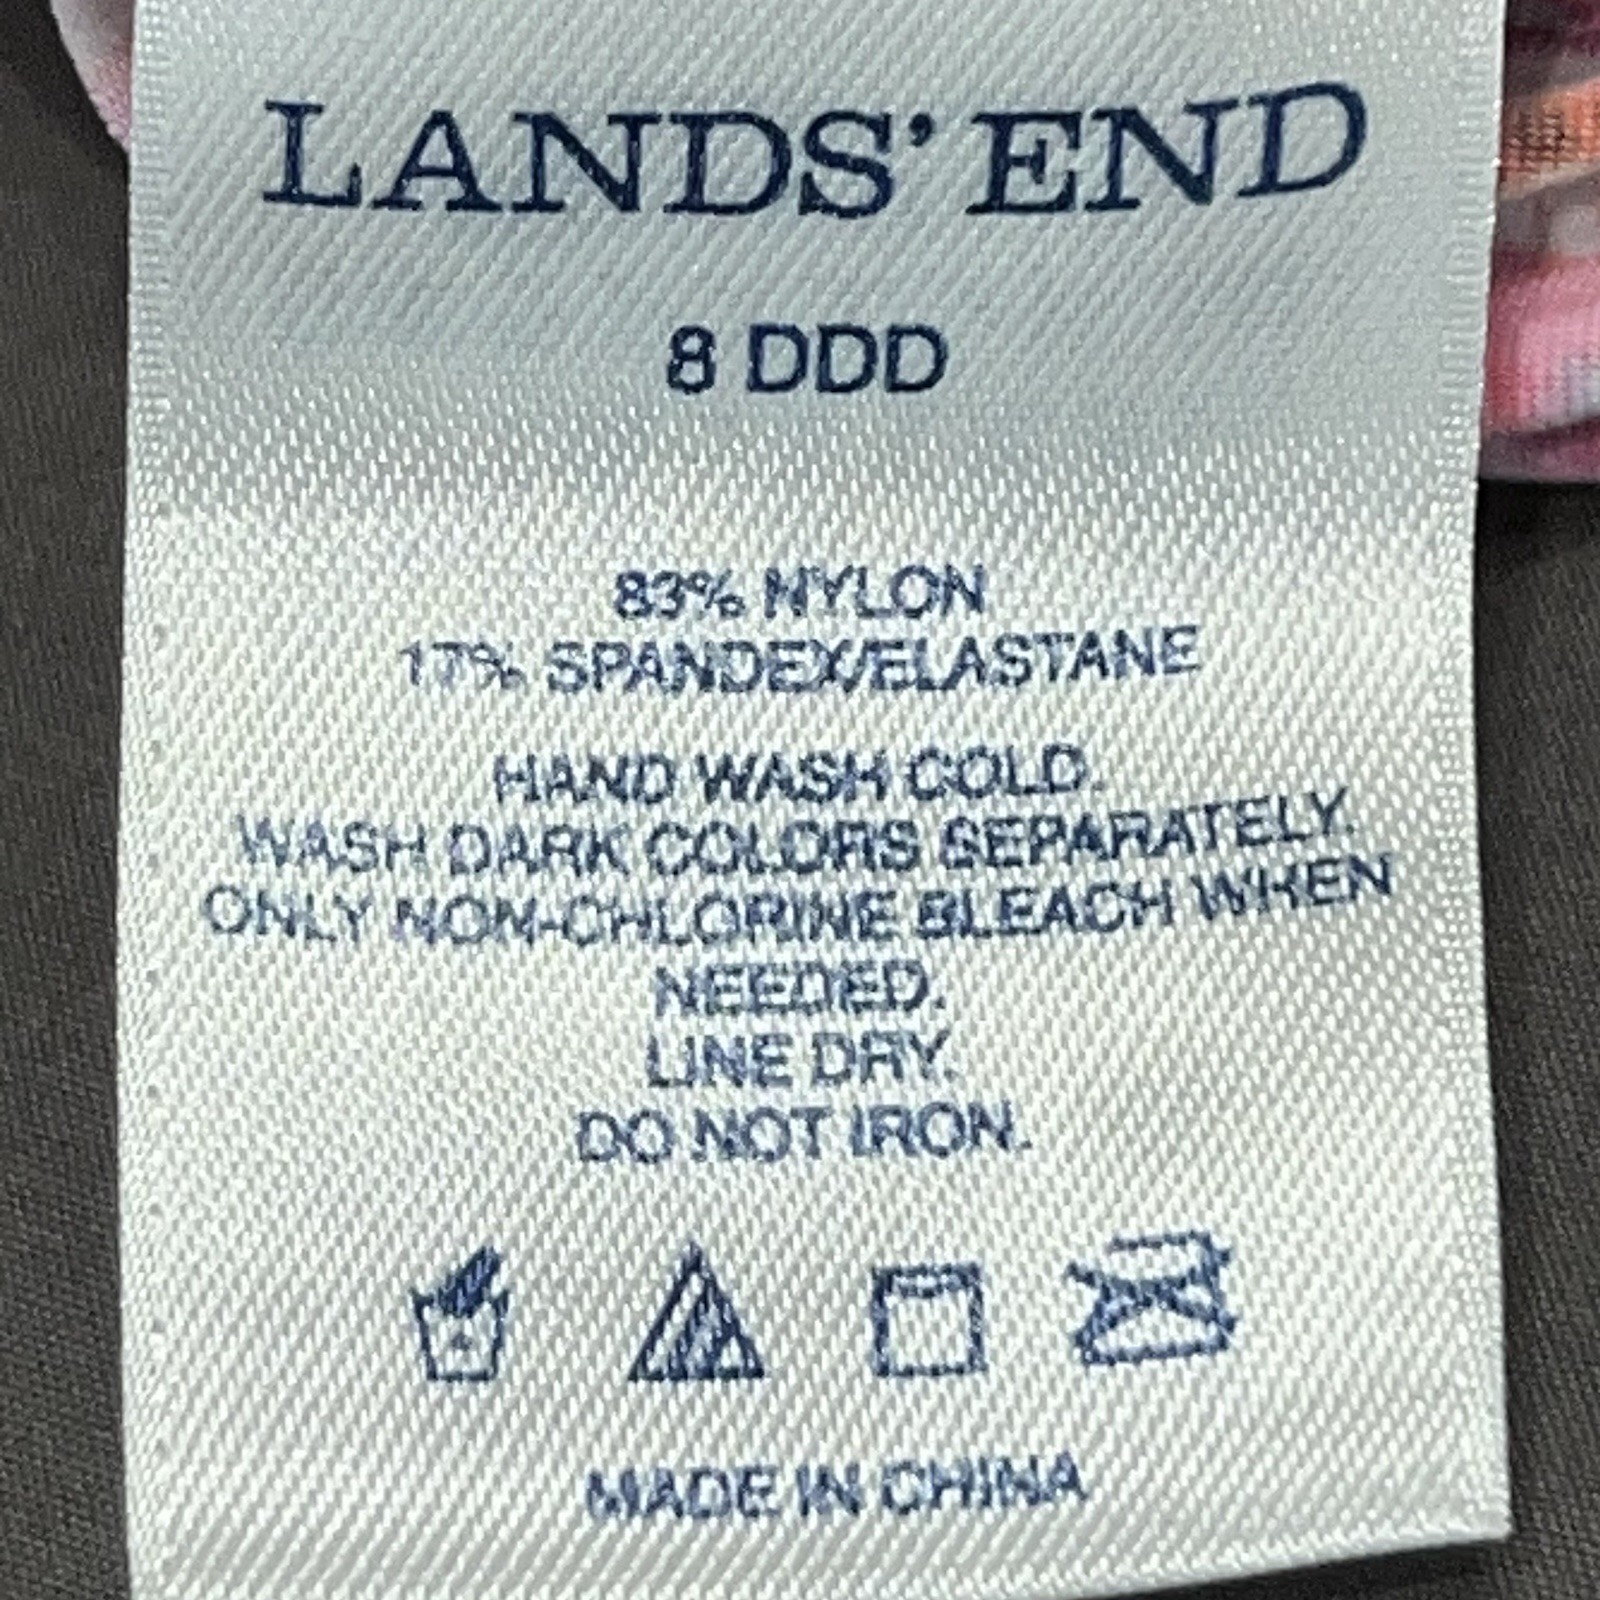 LANDS' END
8 DDD
83% NYLON
17% SPANDEX/ELASTANE
HAND WASH COLD.
WASH DARK COLORS SEPARATELY.
ONLY NON-CHLORINE BLEACH WHEN
NEEDED.
LINE DRY.
DO NOT IRON.
MADE IN CHINA